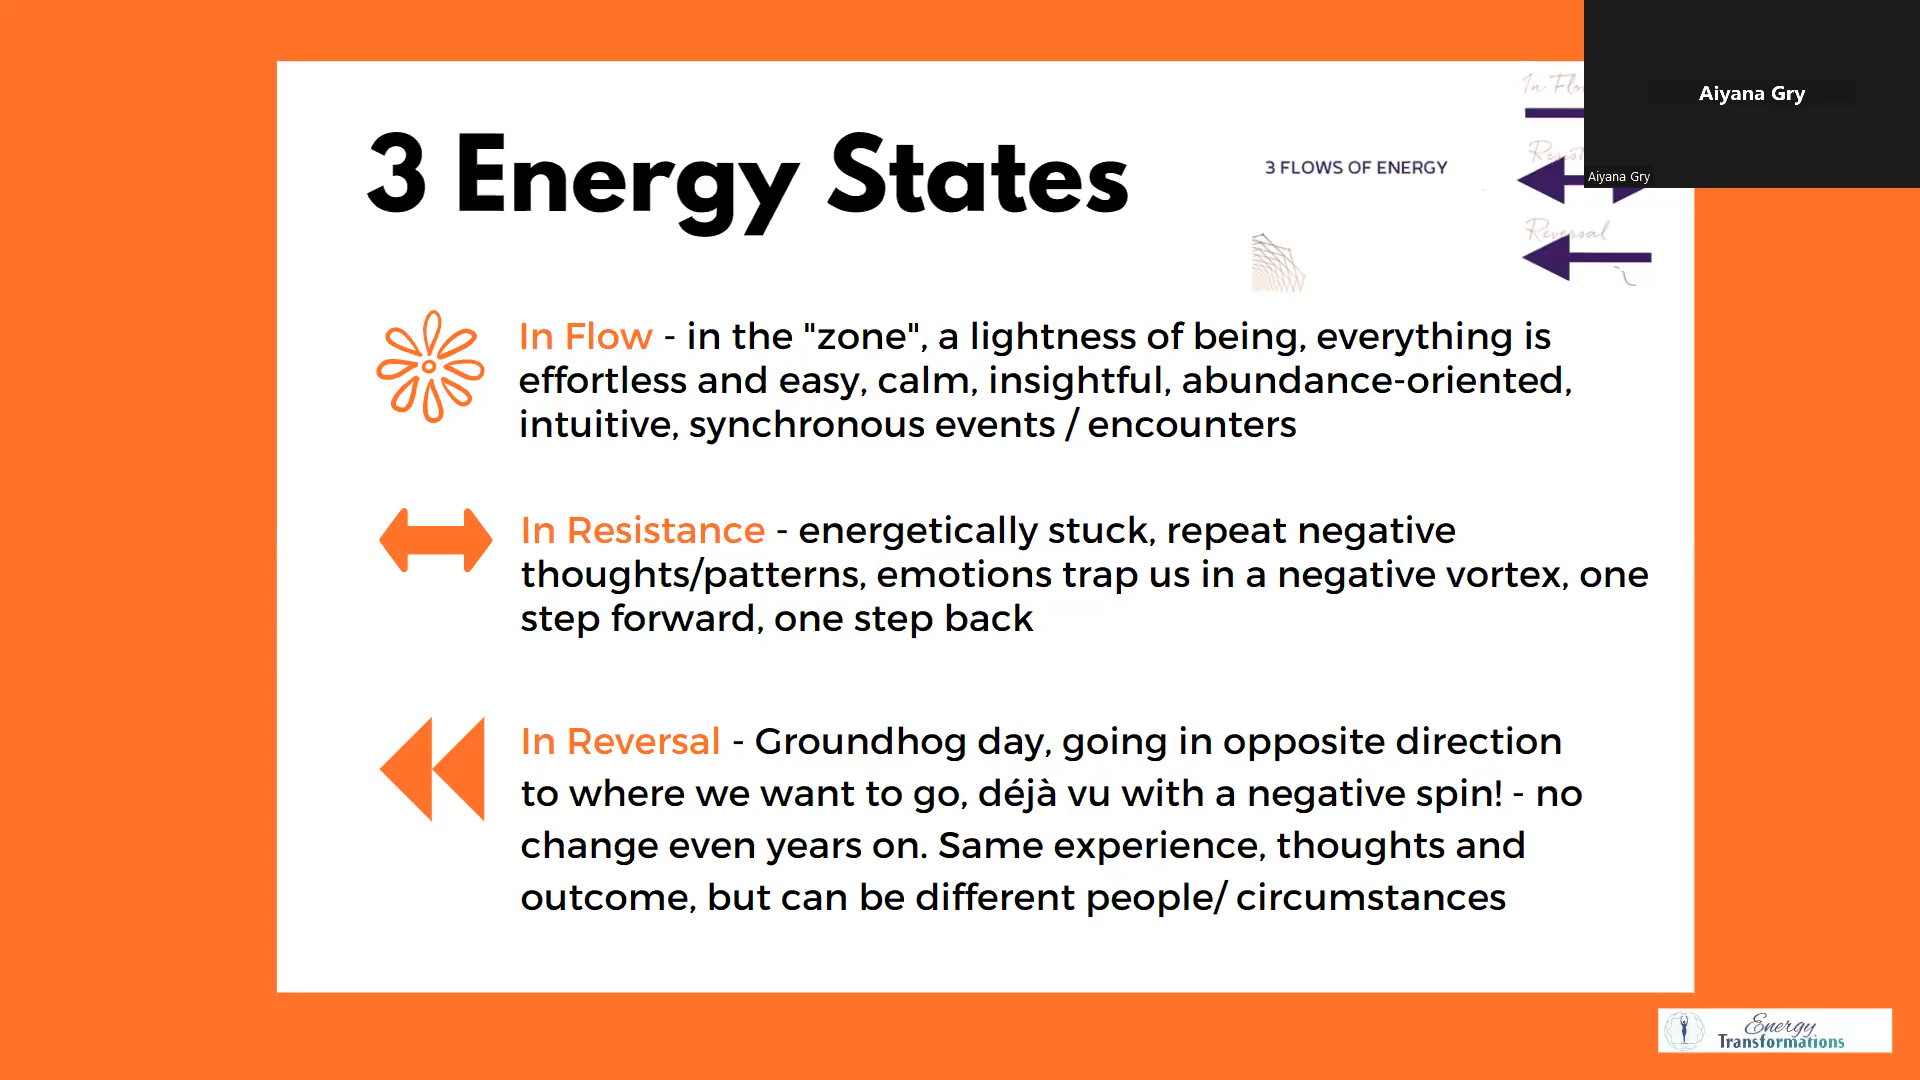 Aiyana Gry
Aiyana Gry
3 Energy States
3 FLOWS OF ENERGY
In
Reversal
In Flow - in the "zone", a lightness of being, everything is
effortless and easy, calm, insightful, abundance-oriented,
intuitive, synchronous events / encounters
In Resistance - energetically stuck, repeat negative
thoughts/patterns, emotions trap us in a negative vortex, one
step forward, one step back
In Reversal - Groundhog day, going in opposite direction
to where we want to go, déjà vu with a negative spin! - no
change even years on. Same experience, thoughts and
outcome, but can be different people/ circumstances
Energy
Transformations